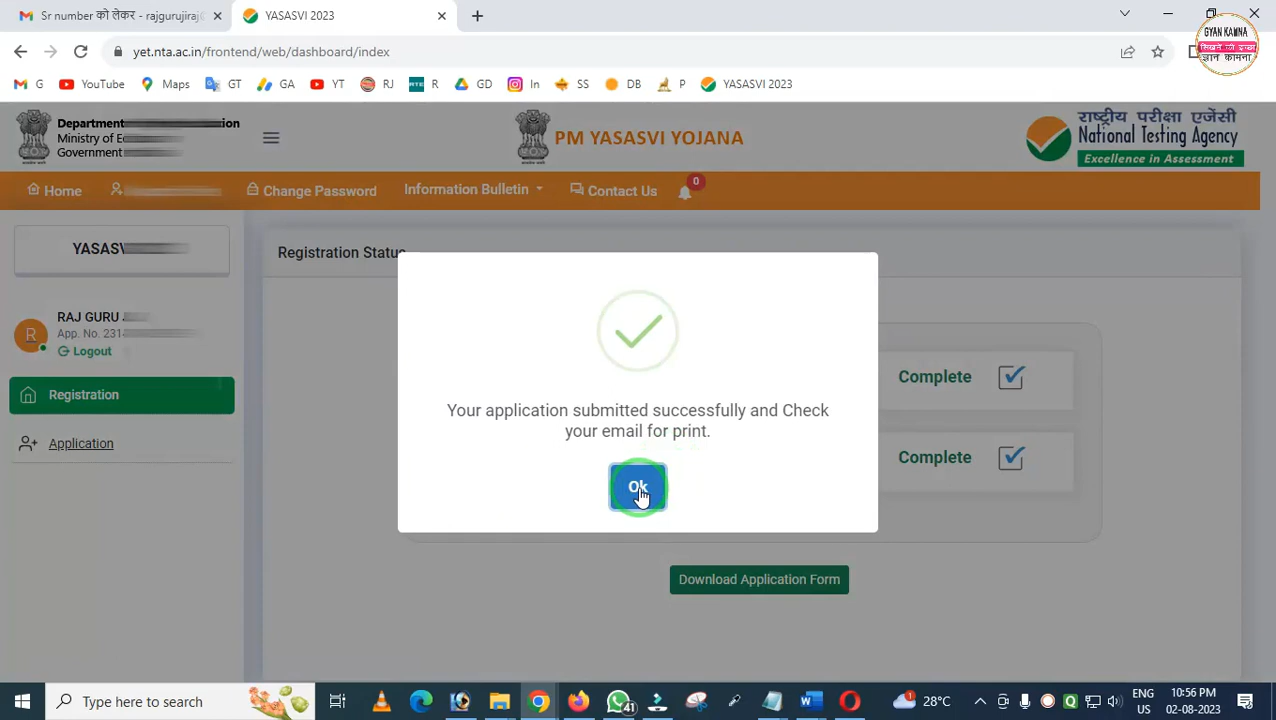 Sr number को लेकर - rajgurujiraj
YASASVI 2023
yet.nta.ac.in/frontend/web/dashboard/index
G
YouTube
Maps
GT
GA
YT
RJ
R
GD
In
SS
DB
P
YASASVI 2023
GYAN KAMNA
ज्ञान कामना
Department
Ministry of E
Government
PM YASASVI YOJANA
राष्ट्रीय परीक्षा एजेंसी
National Testing Agency
Excellence in Assessment
Home
Change Password
Information Bulletin
Contact Us
0
YASASV
Registration Status
R
RAJ GURU
App. No. 231
Logout
Registration
Application
Complete
Complete
Your application submitted successfully and Check
your email for print.
Ok
Download Application Form
Type here to search
41
1
28°C
ENG
US
10:56 PM
02-08-2023